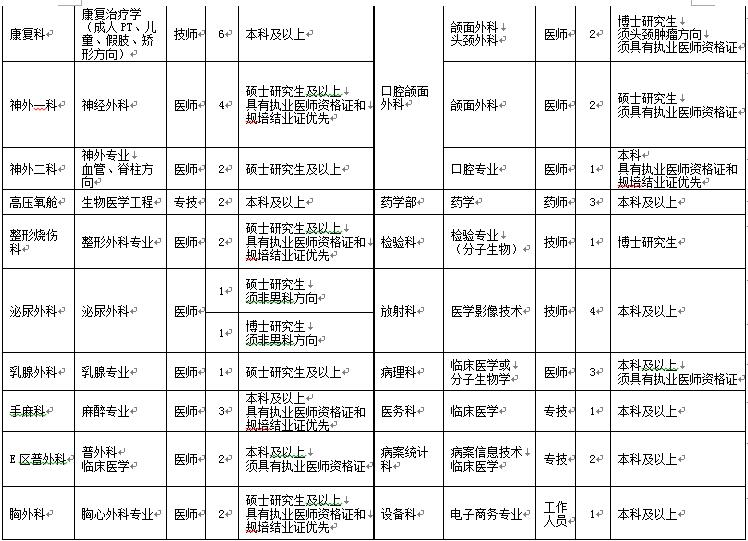 康复科
康复治疗学
（成人 PT、儿
童、假肢、矫
形方向）
技师
6
本科及以上
神外一科
神经外科
医师
4
硕士研究生及以上
具有执业医师资格证和
规培结业证优先
神外二科
神外专业
血管、脊柱方
向
医师
2
硕士研究生及以上
高压氧舱
生物医学工程
专技
2
本科及以上
整形烧伤
科
整形外科专业
医师
2
硕士研究生及以上
具有执业医师资格证和
规培结业证优先
泌尿外科
泌尿外科
医师
1
硕士研究生
须非男科方向
1
博士研究生
须非男科方向
乳腺外科
乳腺专业
医师
1
硕士研究生及以上
手麻科
麻醉专业
医师
3
本科及以上
具有执业医师资格证和
规培结业证优先
E 区普外科
普外科
临床医学
医师
2
本科及以上
须具有执业医师资格证
胸外科
胸心外科专业
医师
2
硕士研究生及以上
具有执业医师资格证和
规培结业证优先
口腔颌面
外科
颌面外科
头颈外科
医师
2
博士研究生
须头颈肿瘤方向
须具有执业医师资格证
颌面外科
医师
2
硕士研究生
须具有执业医师资格证
口腔专业
医师
1
本科
具有执业医师资格证和
规培结业证优先
药学部
药学
药师
3
本科及以上
检验科
检验专业
（分子生物）
技师
1
博士研究生
放射科
医学影像技术
技师
4
本科及以上
病理科
临床医学或
分子生物学
医师
3
本科及以上
须具有执业医师资格证
医务科
临床医学
专技
1
本科及以上
病案统计
科
病案信息技术
临床医学
专技
2
本科及以上
设备科
电子商务专业
工作
人员
1
本科及以上